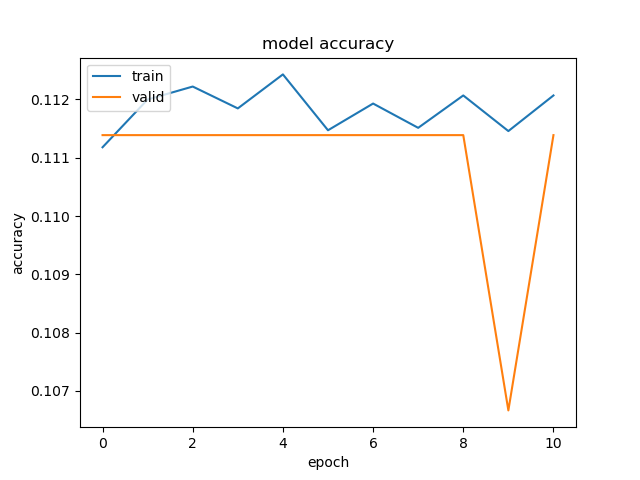 model accuracy
train
valid
0.112
0.111
0.110
0.109
0.108
0.107
accuracy
0 2 4 6 8 10
epoch